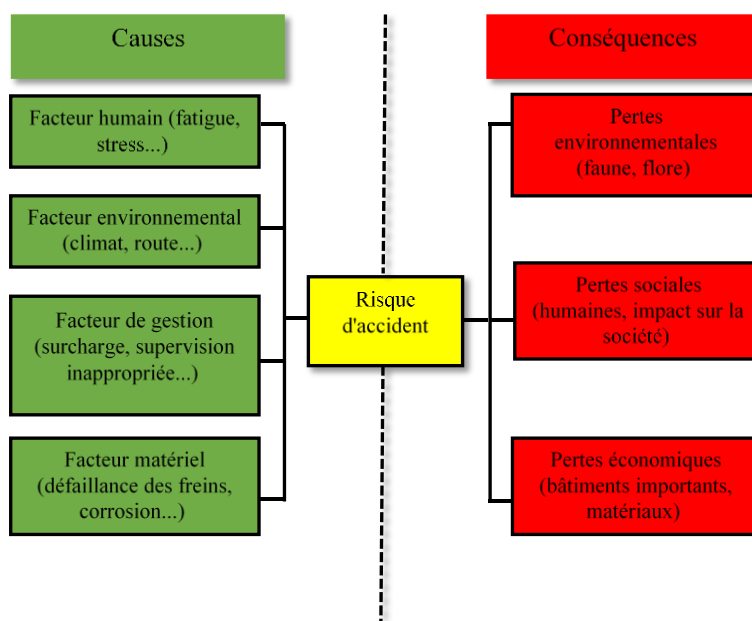 Causes
Conséquences
Facteur humain (fatigue,
stress...)
Facteur environnemental
(climat, route...)
Facteur de gestion
(surcharge, supervision
inappropriée...)
Facteur matériel
(défaillance des freins,
corrosion...)
Risque
d'accident
Pertes
environnementales
(faune, flore)
Pertes sociales
(humaines, impact sur la
société)
Pertes économiques
(bâtiments importants,
matériaux)